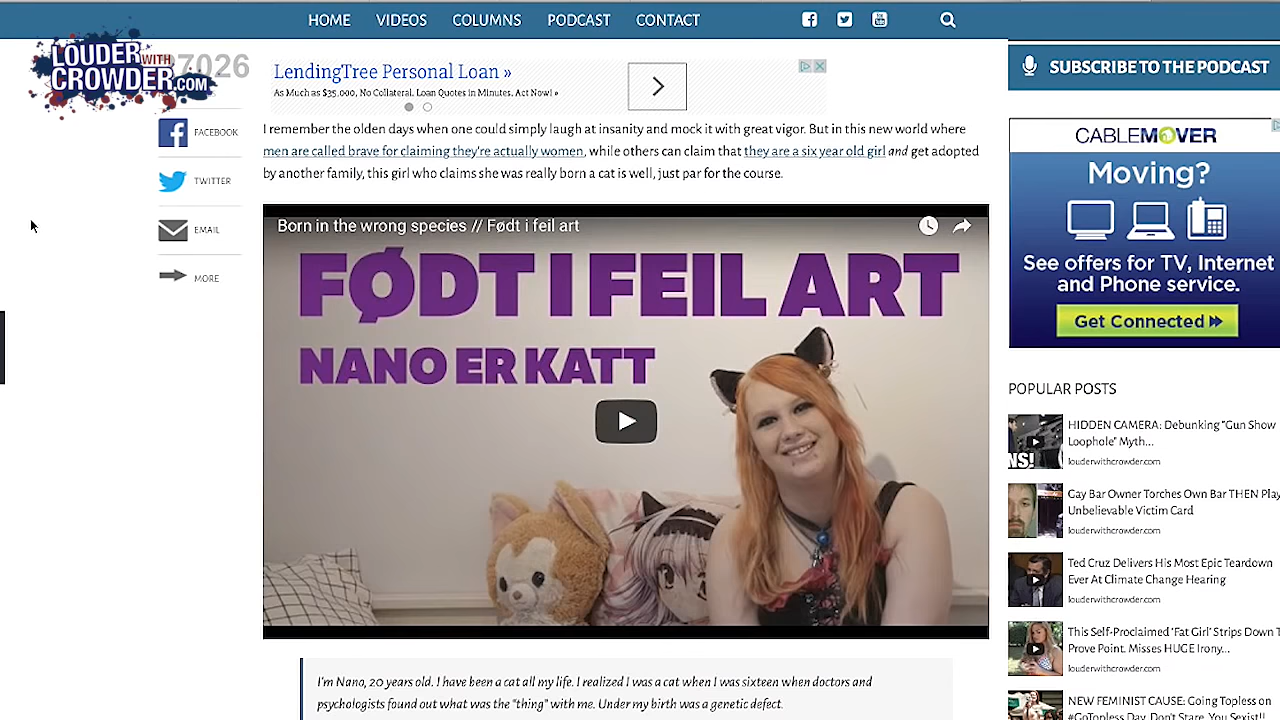 HOME
VIDEOS
COLUMNS
PODCAST
CONTACT
LOUDER WITH
CROWDER.COM
7026
FACEBOOK
TWITTER
EMAIL
MORE
LendingTree Personal Loan »
As Much as $35,000, No Collateral. Loan Quotes in Minutes. Act Now! »
I remember the olden days when one could simply laugh at insanity and mock it with great vigor. But in this new world where
men are called brave for claiming they're actually women, while others can claim that they are a six year old girl and get adopted
by another family, this girl who claims she was really born a cat is well, just par for the course.
Born in the wrong species // Født i feil art
FØDT I FEIL ART
NANO ER KATT
I'm Nano, 20 years old. I have been a cat all my life. I realized I was a cat when I was sixteen when doctors and
psychologists found out what was the "thing" with me. Under my birth was a genetic defect.
SUBSCRIBE TO THE PODCAST
CABLEMOVER
Moving?
See offers for TV, Internet
and Phone service.
Get Connected
POPULAR POSTS
HIDDEN CAMERA: Debunking "Gun Show
Loophole" Myth...
louderwithcrowder.com
NS!
Gay Bar Owner Torches Own Bar THEN Play
Unbelievable Victim Card
louderwithcrowder.com
Ted Cruz Delivers His Most Epic Teardown
Ever At Climate Change Hearing
louderwithcrowder.com
This Self-Proclaimed 'Fat Girl' Strips Down T
Prove Point. Misses HUGE Irony...
louderwithcrowder.com
NEW FEMINIST CAUSE: Going Topless on
#GoTopless Day. Don't Stare, You Sexist!!